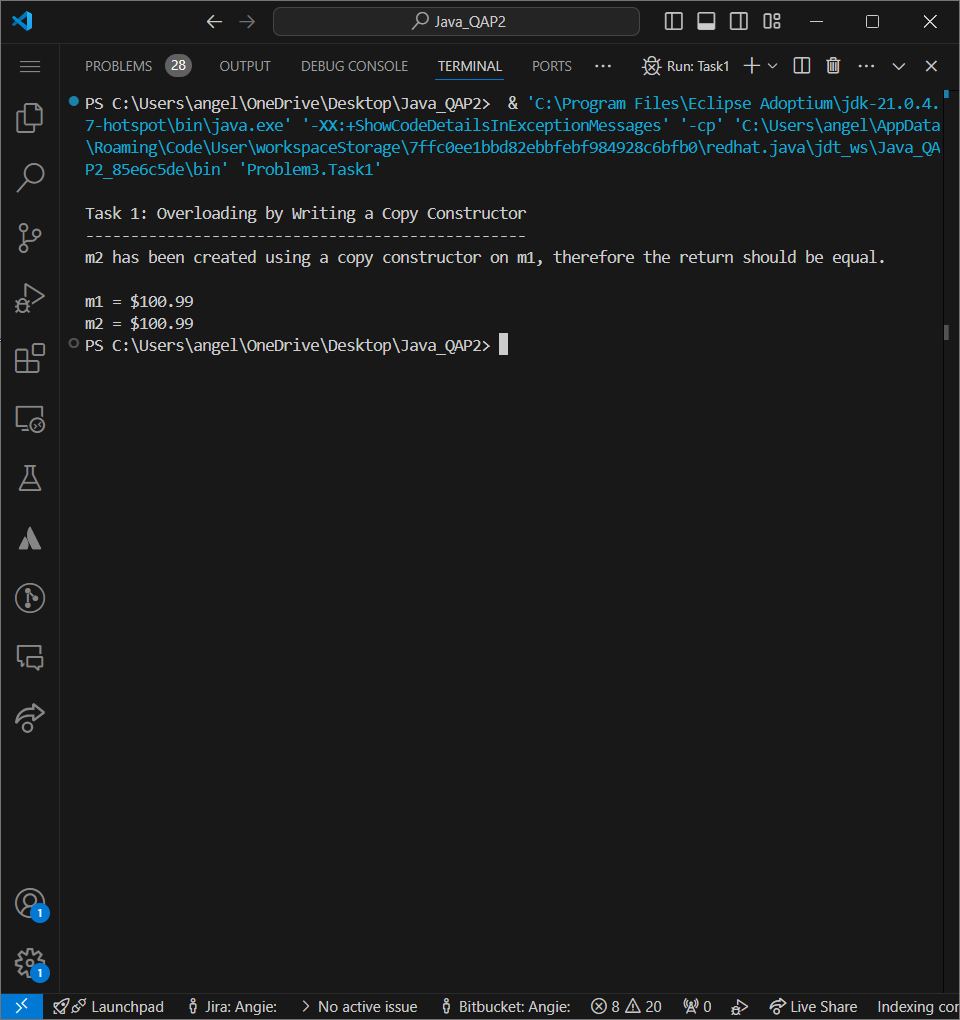 Java_QAP2
PROBLEMS 28 OUTPUT DEBUG CONSOLE TERMINAL PORTS ··· Run: Task1
PS C:\Users\angel\OneDrive\Desktop\Java_QAP2>  & 'C:\Program Files\Eclipse Adoptium\jdk-21.0.4.
7-hotspot\bin\java.exe' '-XX:+ShowCodeDetailsInExceptionMessages' '-cp' 'C:\Users\angel\AppData
\Roaming\Code\User\workspaceStorage\7ffc0ee1bbd82ebbfebf984928c6bfb0\redhat.java\jdt_ws\Java_QA
P2_85e6c5de\bin' 'Problem3.Task1'
Task 1: Overloading by Writing a Copy Constructor
-------------------------------------------------
m2 has been created using a copy constructor on m1, therefore the return should be equal.
m1 = $100.99
m2 = $100.99
PS C:\Users\angel\OneDrive\Desktop\Java_QAP2>
1
1
Launchpad Jira: Angie: No active issue Bitbucket: Angie: 8 20 0 Live Share Indexing cor